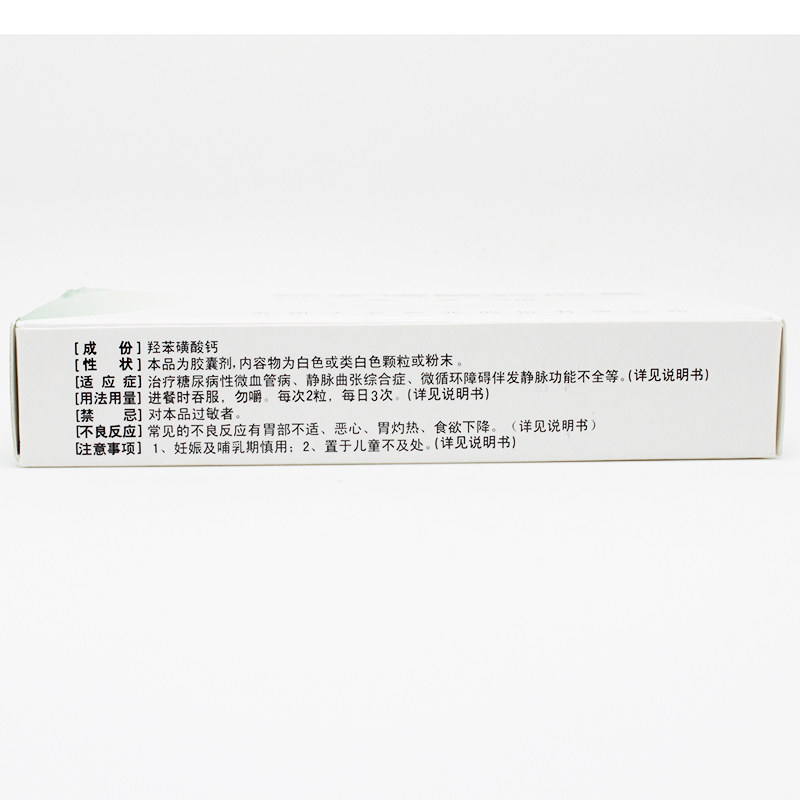 [成 份]羟苯磺酸钙
[性 状]本品为胶囊剂,内容物为白色或类白色颗粒或粉末。
[适 应 症]治疗糖尿病性微血管病、静脉曲张综合症、微循环障碍伴发静脉功能不全等。(详见说明书)
[用法用量]进餐时吞服,勿嚼。每次2粒,每日3次。(详见说明书)
[禁 忌]对本品过敏者。
[不良反应]常见的不良反应有胃部不适、恶心、胃灼热、食欲下降。(详见说明书)
[注意事项]1、妊娠及哺乳期慎用;2、置于儿童不及处。(详见说明书)